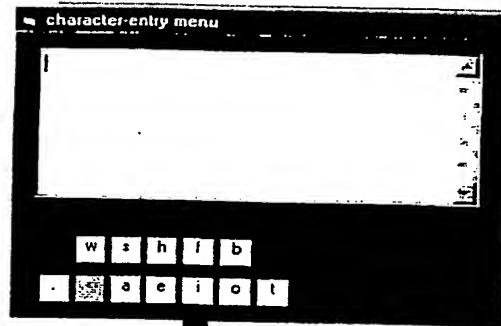 character-entry menu
w s h f b
. a e i o t